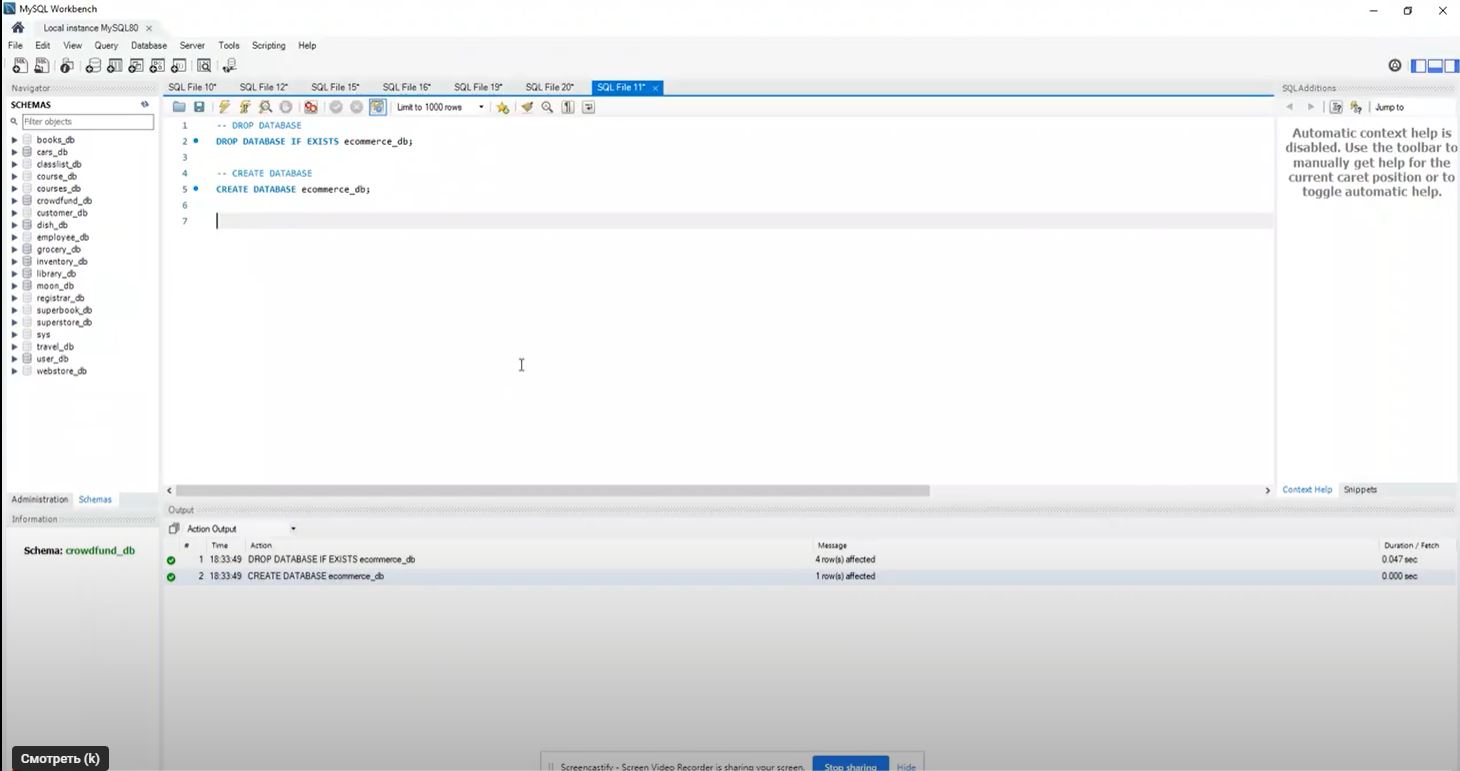 MySQL Workbench
Local instance MySQL80
File Edit View Query Database Server Tools Scripting Help
Navigator
SCHEMAS
Filter objects
books_db
cars_db
classlist_db
course_db
courses_db
crowdfund_db
customer_db
dish_db
employee_db
grocery_db
inventory_db
library_db
moon_db
registrar_db
superbook_db
superstore_db
sys
travel_db
user_db
webstore_db
Administration Schemas
Information
Schema: crowdfund_db
SQL File 10* SQL File 12* SQL File 15* SQL File 16* SQL File 19* SQL File 20* SQL File 11*
Limit to 1000 rows
1 -- DROP DATABASE
2 DROP DATABASE IF EXISTS ecommerce_db;
3
4 -- CREATE DATABASE
5 CREATE DATABASE ecommerce_db;
6
7
SQLAdditions
Jump to
Automatic context help is
disabled. Use the toolbar to
manually get help for the
current caret position or to
toggle automatic help.
Context Help Snippets
Output
Action Output
# Time Action Message Duration / Fetch
1 18:33:49 DROP DATABASE IF EXISTS ecommerce_db 4 row(s) affected 0.047 sec
2 18:33:49 CREATE DATABASE ecommerce_db 1 row(s) affected 0.000 sec
Смотреть (k)
Screencastify - Screen Video Recorder is sharing your screen. Stop sharing Hide